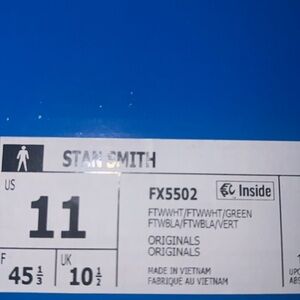 STAN SMITH
US
11
F
45 1/3
UK
10 1/2
FX5502
Inside
FTWWHT/FTWWHT/GREEN
FTWBLA/FTWBLA/VERT
ORIGINALS
ORIGINALS
MADE IN VIETNAM
FABRIQUE AU VIETNAM